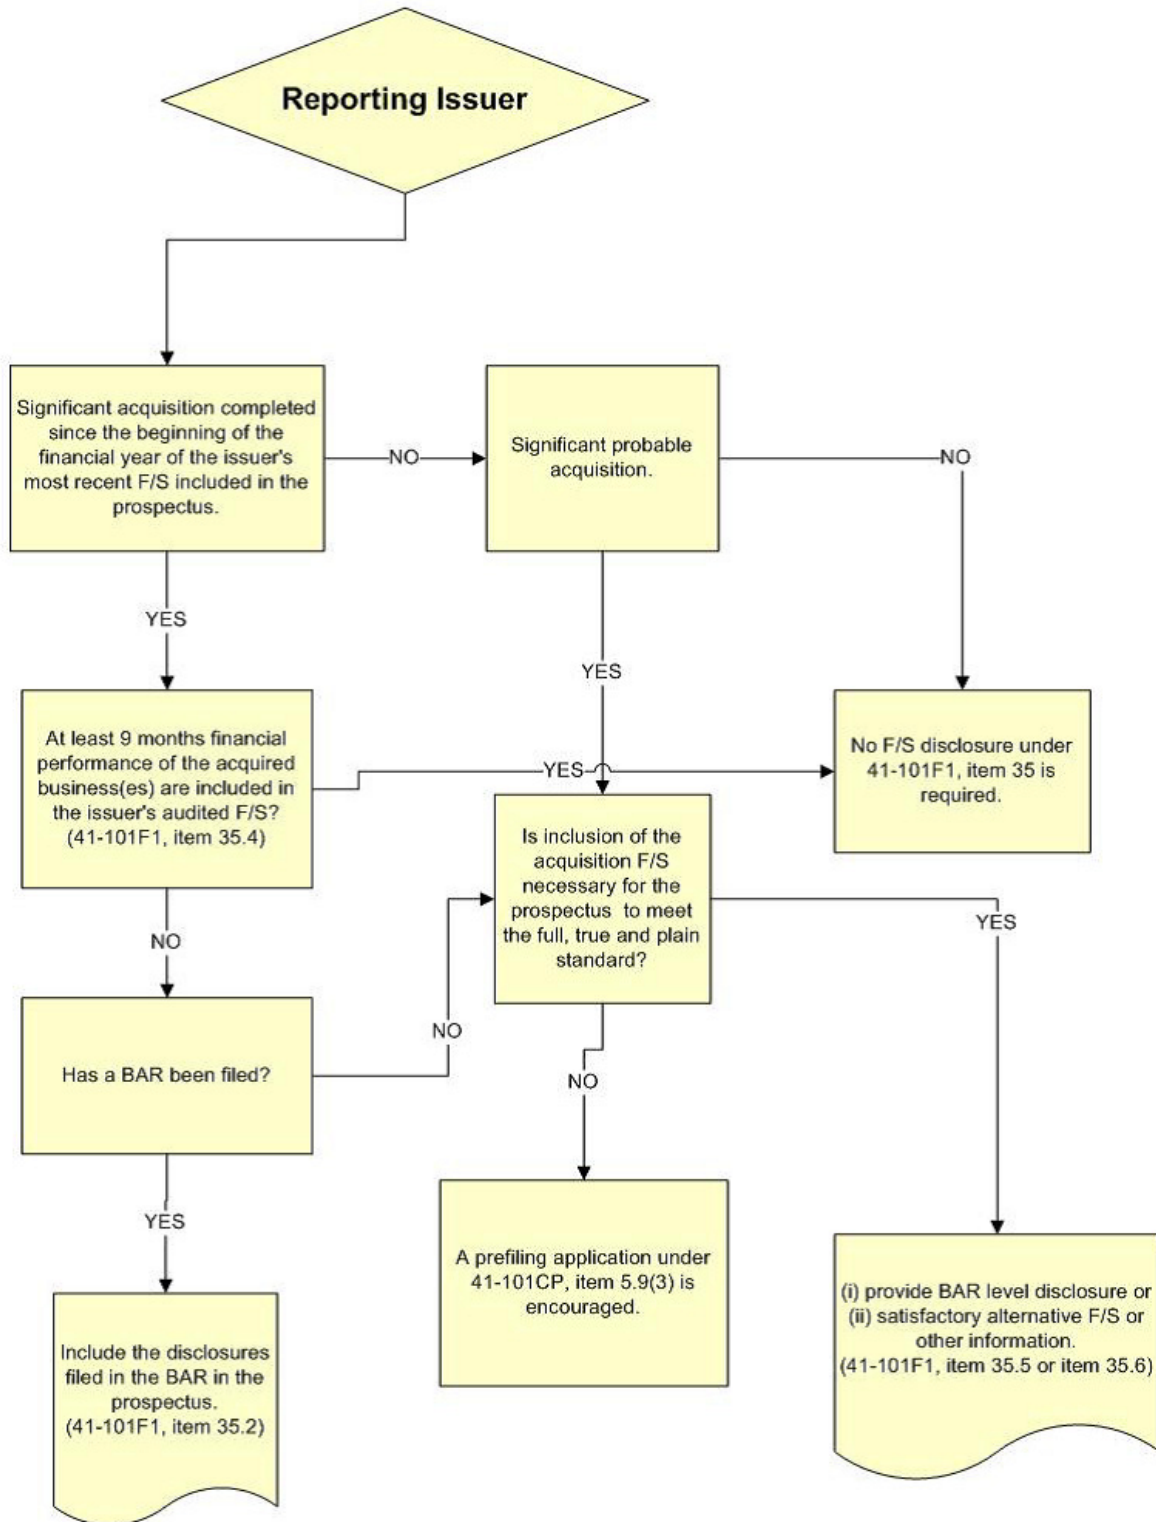 Reporting Issuer
Significant acquisition completed
since the beginning of the
financial year of the issuer's
most recent F/S included in the
prospectus.
NO
Significant probable
acquisition.
NO
YES
YES
At least 9 months financial
performance of the acquired
business(es) are included in
the issuer's audited F/S?
(41-101F1, item 35.4)
YES
No F/S disclosure under
41-101F1, item 35 is
required.
Is inclusion of the
acquisition F/S
necessary for the
prospectus to meet
the full, true and plain
standard?
YES
NO
Has a BAR been filed?
NO
NO
YES
A prefiling application under
41-101CP, item 5.9(3) is
encouraged.
(i) provide BAR level disclosure or
(ii) satisfactory alternative F/S or
other information.
(41-101F1, item 35.5 or item 35.6)
Include the disclosures
filed in the BAR in the
prospectus.
(41-101F1, item 35.2)